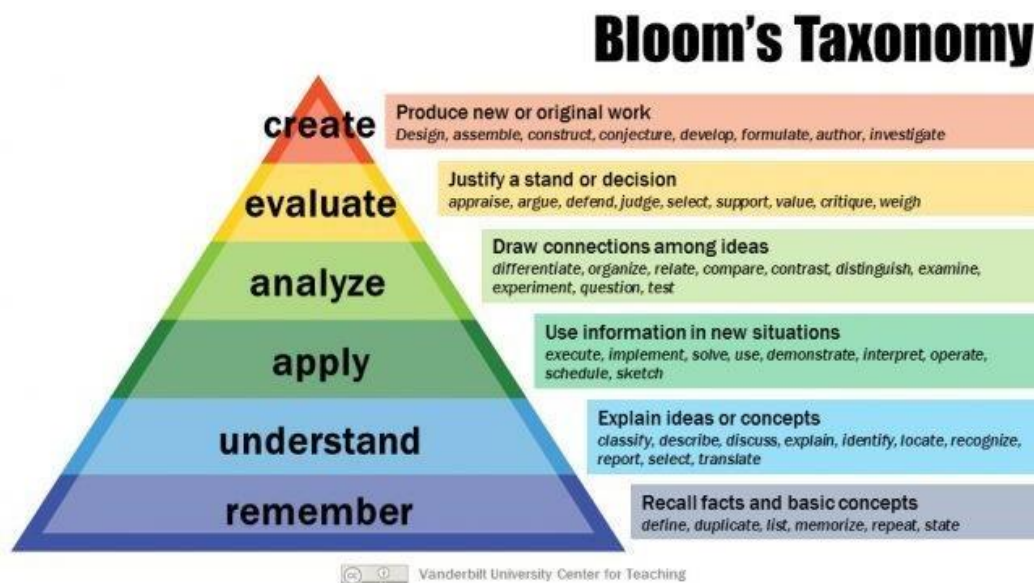 Bloom's Taxonomy
create
Produce new or original work
Design, assemble, construct, conjecture, develop, formulate, author, investigate
evaluate
Justify a stand or decision
appraise, argue, defend, judge, select, support, value, critique, weigh
analyze
Draw connections among ideas
differentiate, organize, relate, compare, contrast, distinguish, examine,
experiment, question, test
apply
Use information in new situations
execute, implement, solve, use, demonstrate, interpret, operate,
schedule, sketch
understand
Explain ideas or concepts
classify, describe, discuss, explain, identify, locate, recognize,
report, select, translate
remember
Recall facts and basic concepts
define, duplicate, list, memorize, repeat, state
cc Vanderbilt University Center for Teaching